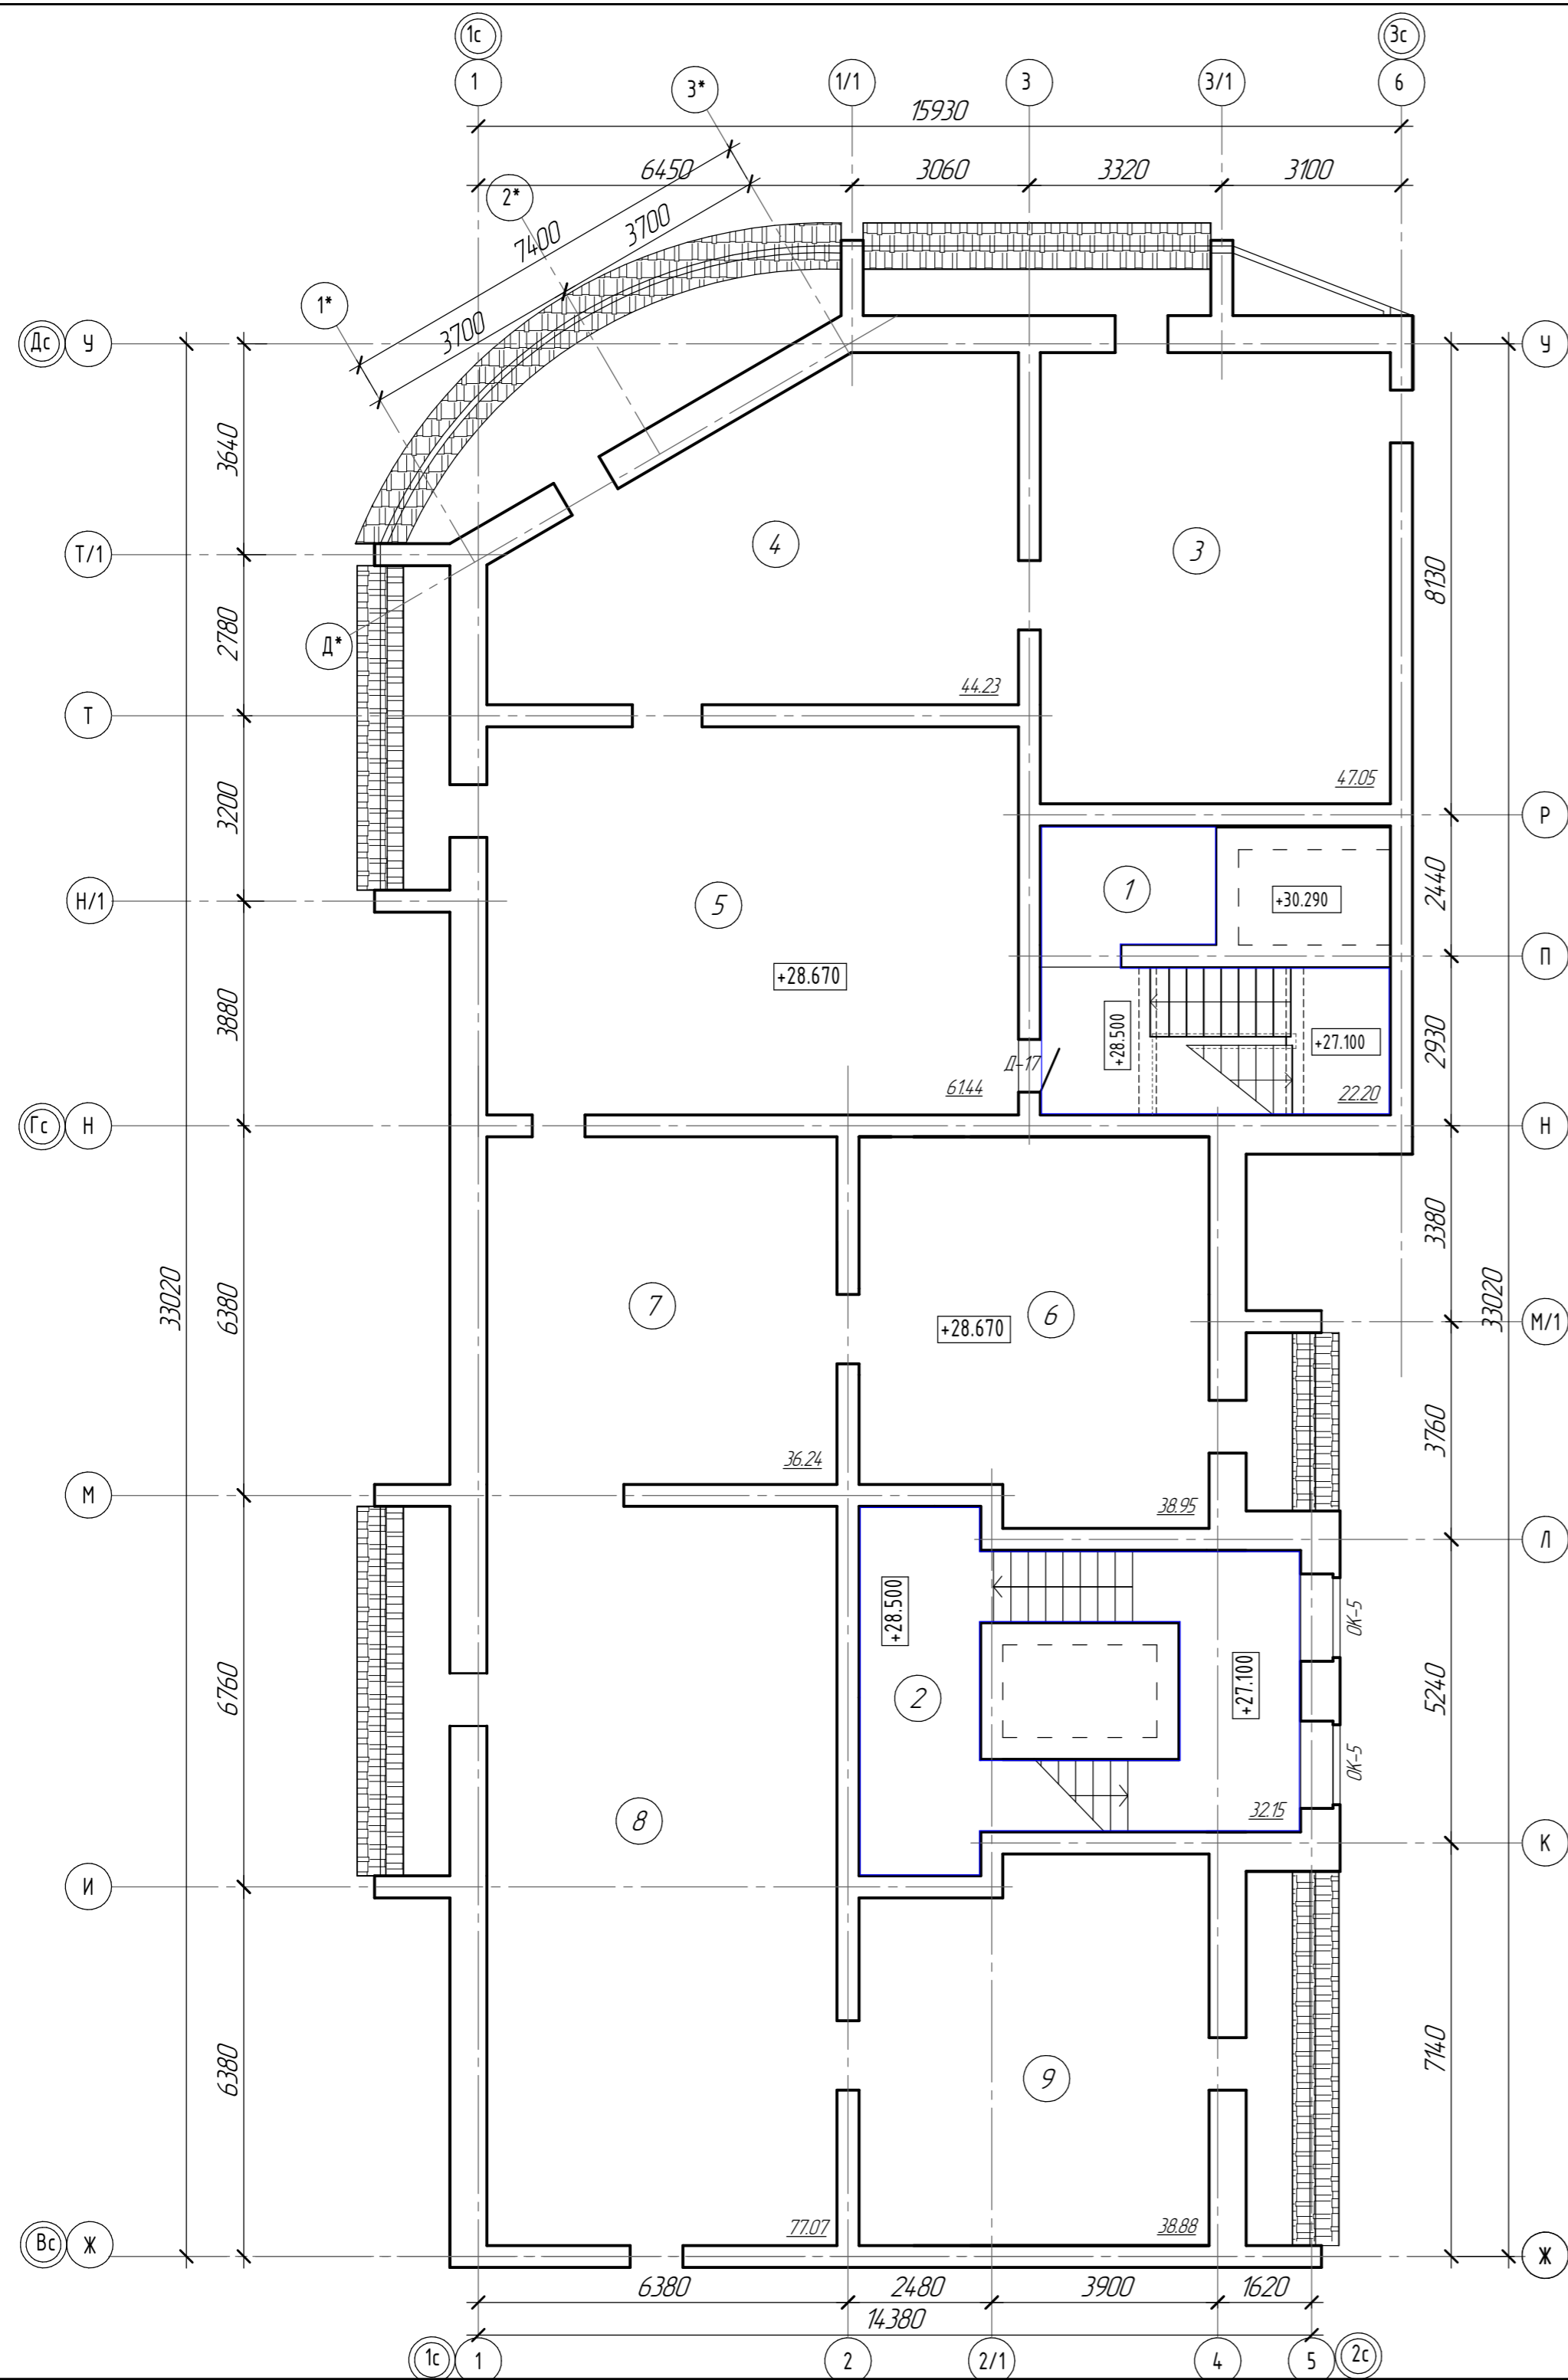 1с
3с
1
3*
1/1
3
3/1
6
15930
6450
3060
3320
3100
2*
7400
3700
1*
3700
Дс
У
У
3640
Т/1
4
3
8130
2780
Д*
44.23
Т
47.05
3200
Р
1
+30.290
2440
Н/1
5
+28.670
П
3880
+28.500
+27.100
2930
Д-17
61.44
22.20
Гс
Н
Н
3380
33020
6380
7
+28.670
6
33020
М/1
3760
36.24
М
38.95
Л
+28.500
ОК-5
6760
2
+27.100
5240
ОК-5
8
32.15
К
И
6380
9
7140
77.07
38.88
Вс
Ж
Ж
6380
2480
3900
1620
14380
1с
1
2
2/1
4
5
2с